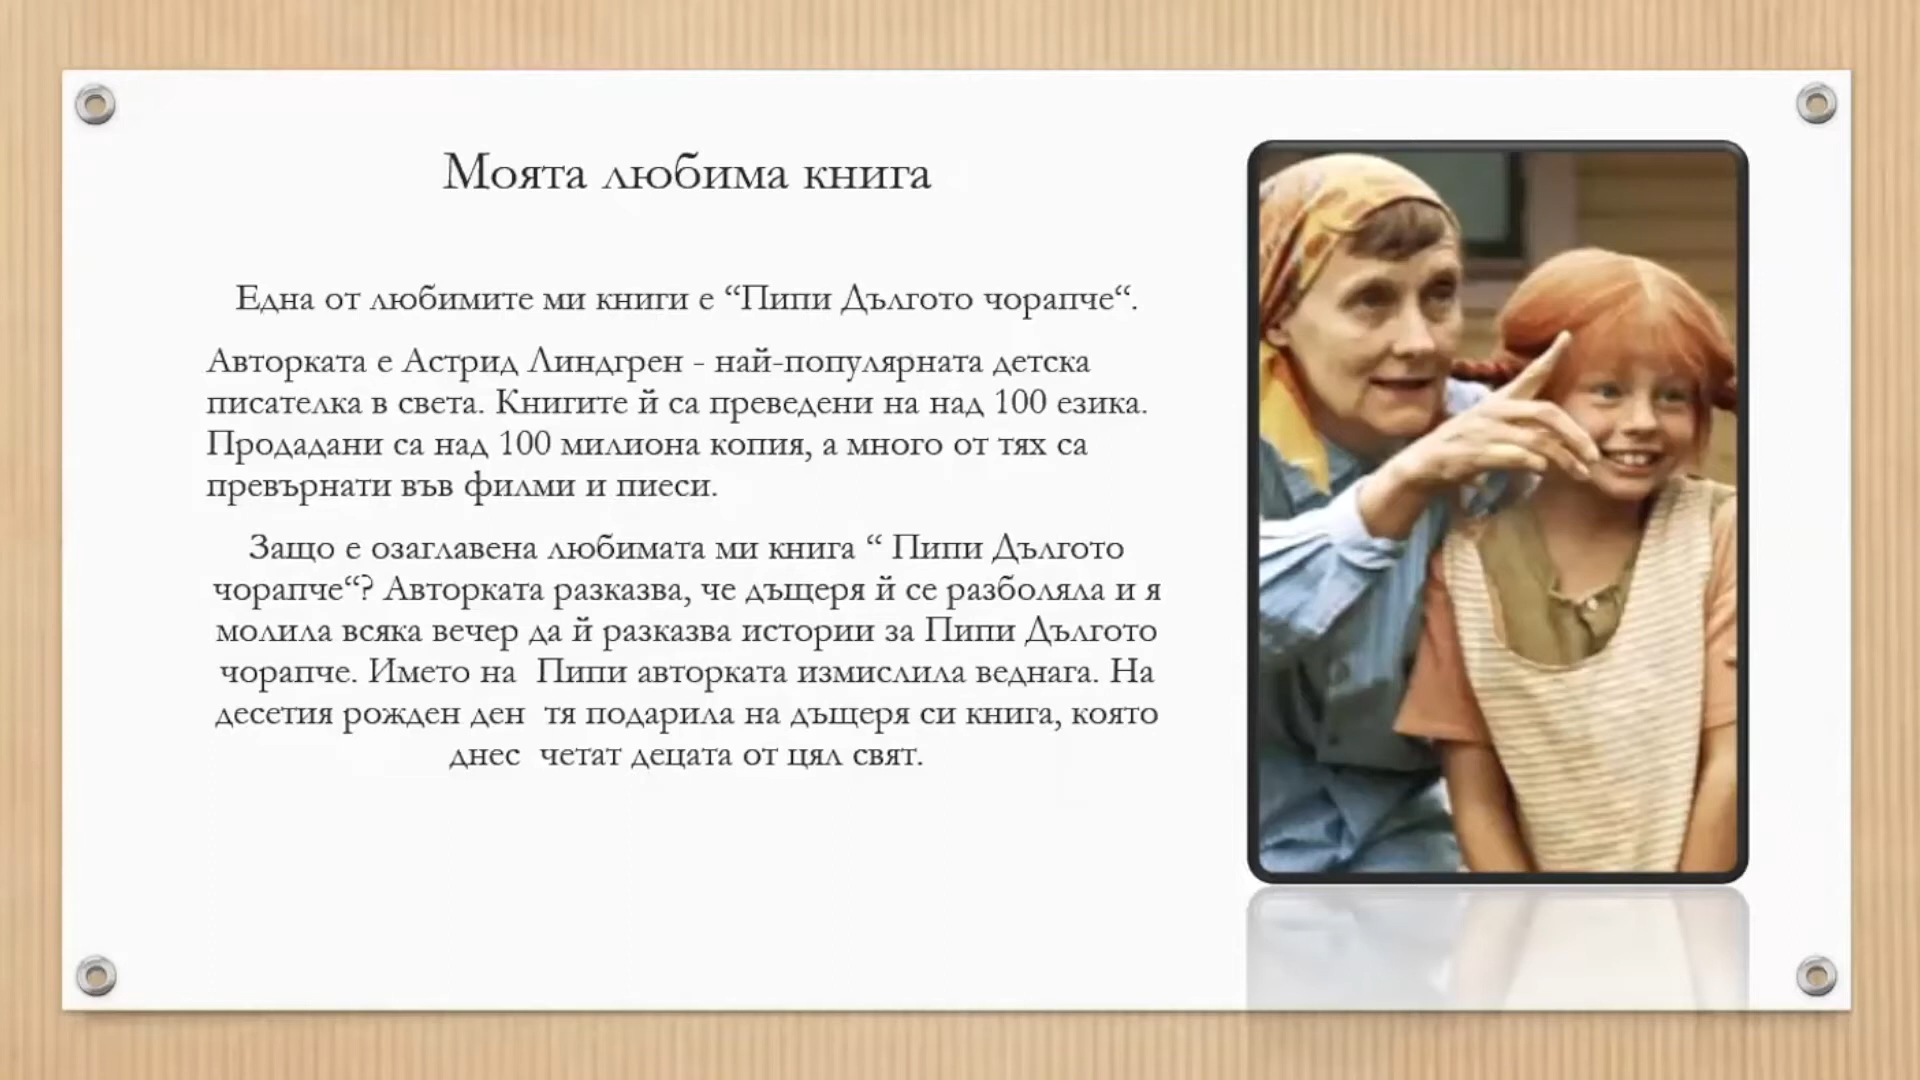 Моята любима книга
Една от любимите ми книги е “Пипи Дългото чорапче“.
Авторката е Астрид Линдгрен - най-популярната детска
писателка в света. Книгите й са преведени на над 100 езика.
Продадани са над 100 милиона копия, а много от тях са
превърнати във филми и пиеси.
Защо е озаглавена любимата ми книга “ Пипи Дългото
чорапче“? Авторката разказва, че дъщеря й се разболяла и я
молила всяка вечер да й разказва истории за Пипи Дългото
чорапче. Името на  Пипи авторката измислила веднага. На
десетия рожден ден  тя подарила на дъщеря си книга, която
днес  четат децата от цял свят.